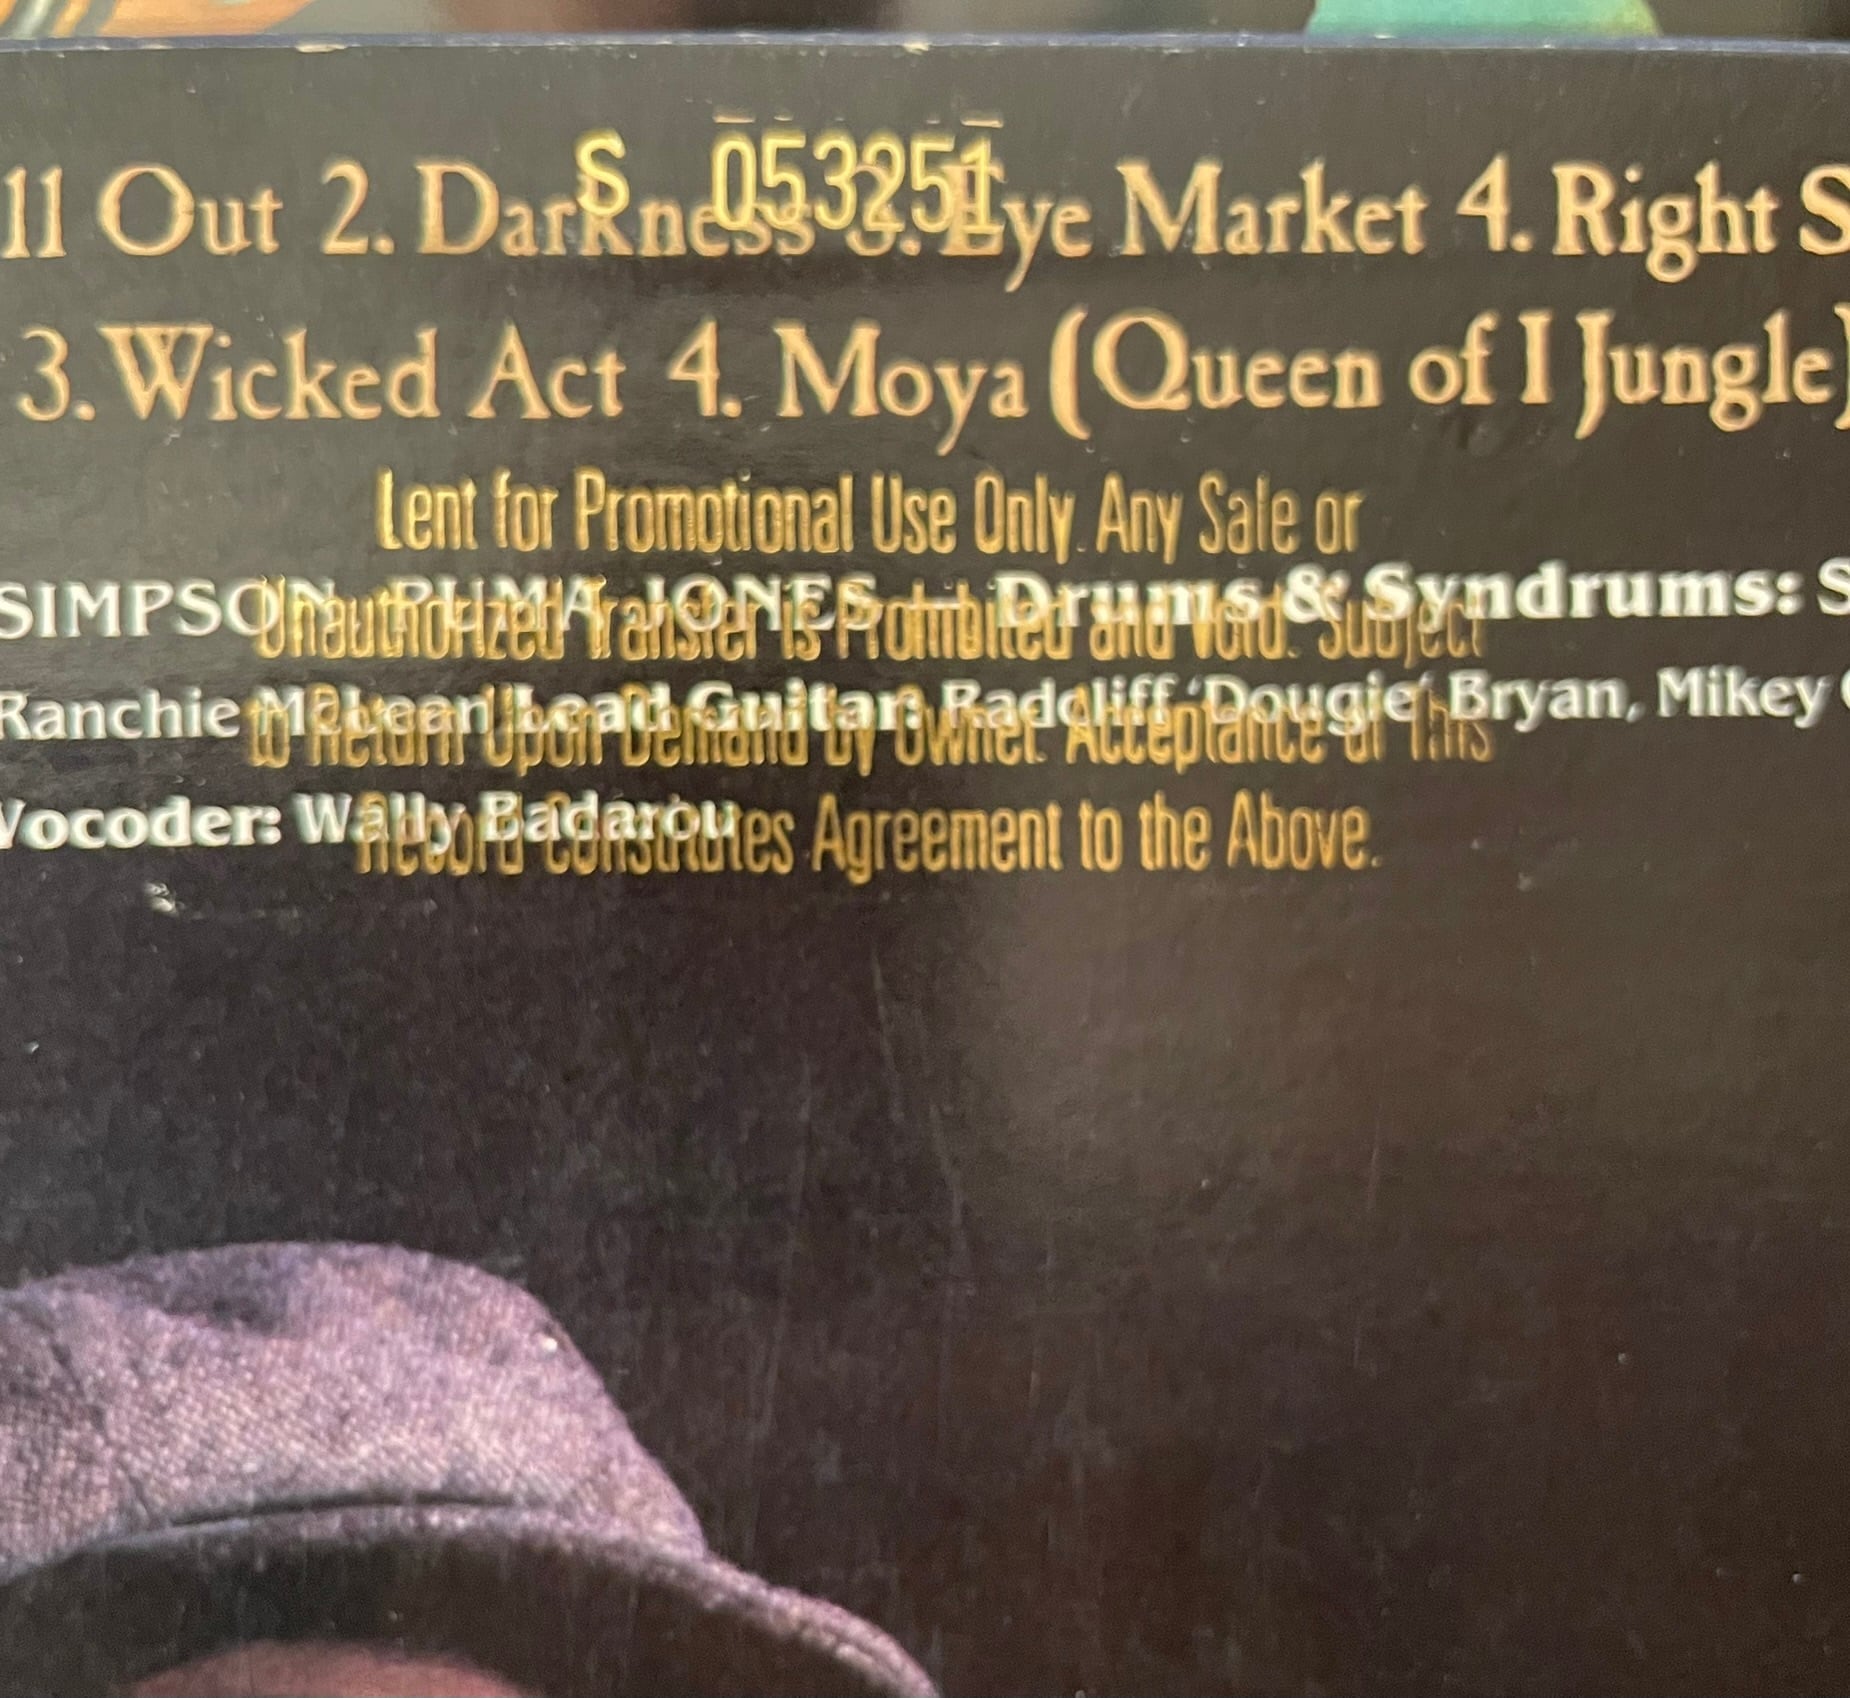 S 053251
ll Out 2. Darkness 3. Eye Market 4. Right S
3. Wicked Act 4. Moya (Queen of I Jungle)
Lent for Promotional Use Only. Any Sale or
SIMPSON, PUMA JONES — Drums & Syndrums: S
Unauthorized Transfer is Prohibited and Void. Subject
Ranchie McLean Lead Guitar: Radcliff 'Dougie' Bryan, Mikey
to Return Upon Demand by Owner. Acceptance of This
Vocoder: Wally Badarou
Record Constitutes Agreement to the Above.